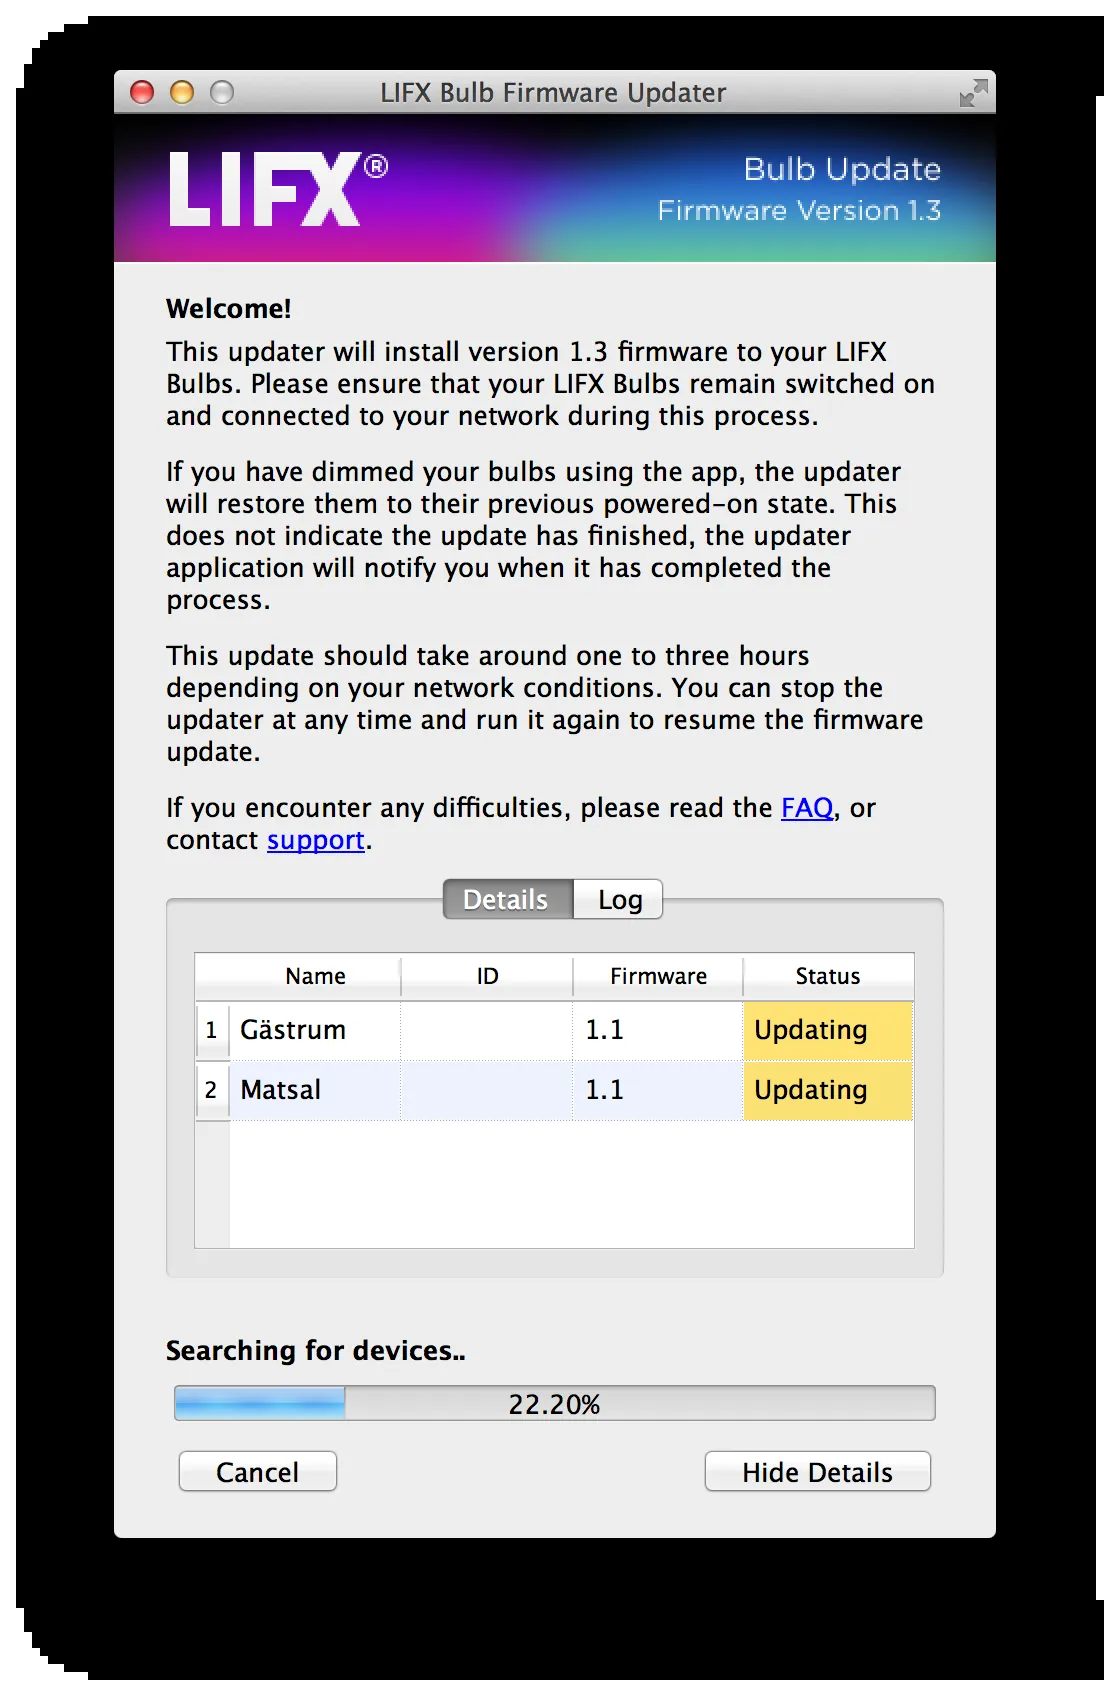 LIFX Bulb Firmware Updater
LIFX®
Bulb Update
Firmware Version 1.3
Welcome!
This updater will install version 1.3 firmware to your LIFX
Bulbs. Please ensure that your LIFX Bulbs remain switched on
and connected to your network during this process.
If you have dimmed your bulbs using the app, the updater
will restore them to their previous powered-on state. This
does not indicate the update has finished, the updater
application will notify you when it has completed the
process.
This update should take around one to three hours
depending on your network conditions. You can stop the
updater at any time and run it again to resume the firmware
update.
If you encounter any difficulties, please read the FAQ, or
contact support.
Details Log
Name ID Firmware Status
1 Gästrum 1.1 Updating
2 Matsal 1.1 Updating
Searching for devices..
22.20%
Cancel Hide Details